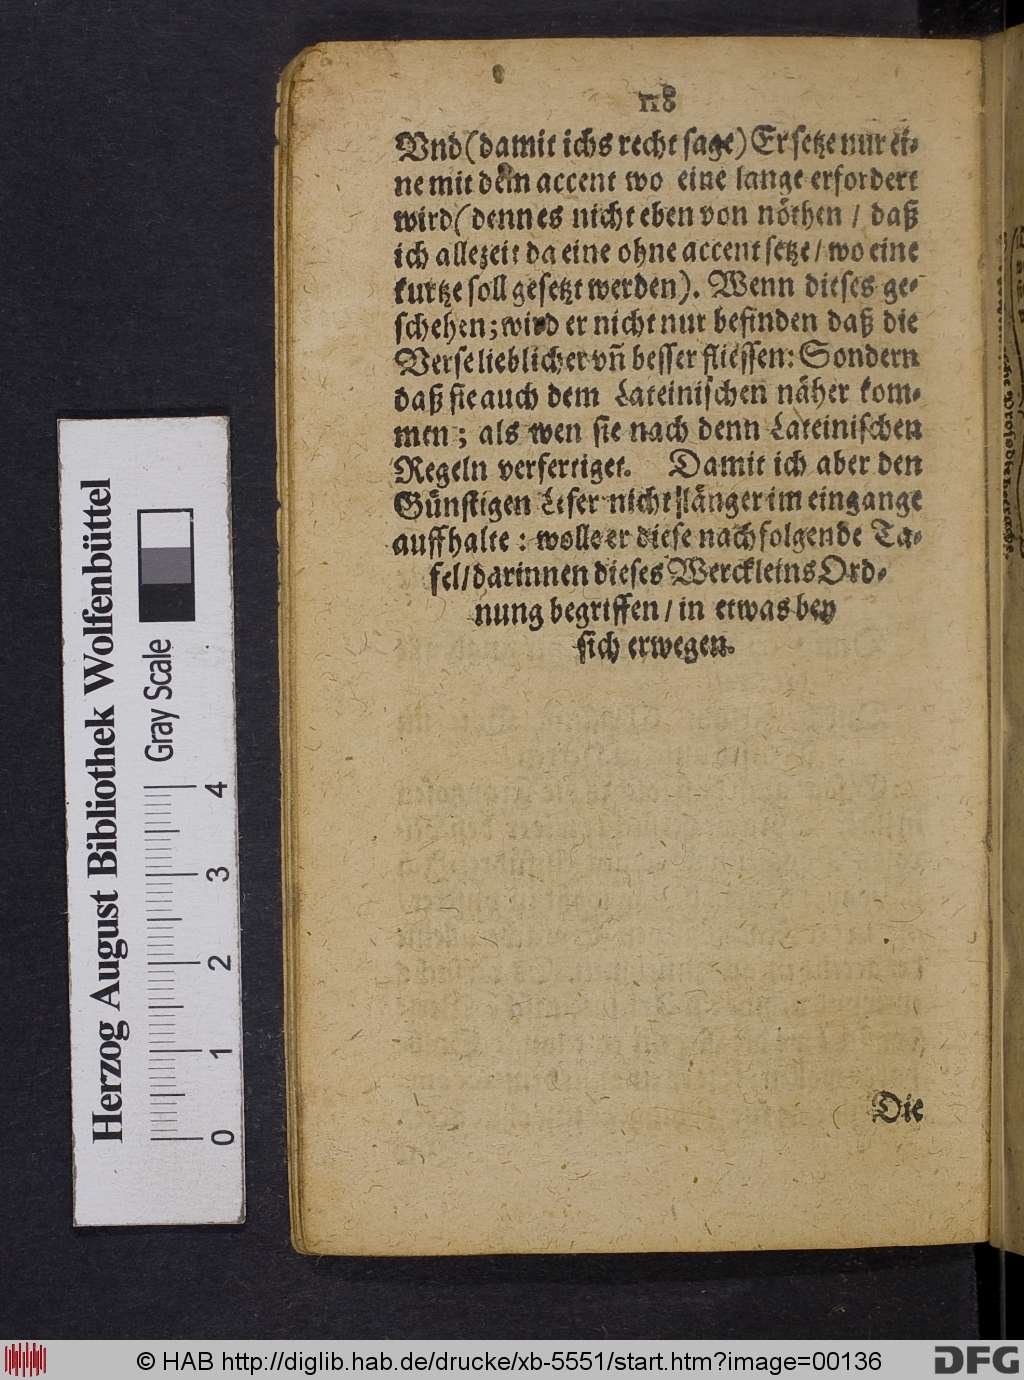 118
Vnd (damit ichs recht sage) Er setze nur ei-
ne mit dem accent wo eine lange erfordert
wird (denn es nicht eben von nöthen / daß
ich allezeit da eine ohne accent setze / wo eine
kurtze soll gesetzt werden). Wenn dieses ge-
schehen; wird er nicht nur befinden daß die
Verse lieblicher vñ besser fliessen: Sondern
daß sie auch dem Lateinischen näher kom-
men; als wen sie nach denn Lateinischen
Regeln verfertiget. Damit ich aber den
Günstigen Leser nicht länger im eingange
auffhalte: wolle er diese nachfolgende Ta-
fel / darinnen dieses Werckleins Ord-
nung begriffen / in etwas bey
sich erwegen.
Die
Herzog August Bibliothek Wolfenbüttel
Gray Scale
0 1 2 3 4
© HAB http://diglib.hab.de/drucke/xb-5551/start.htm?image=00136
DFG